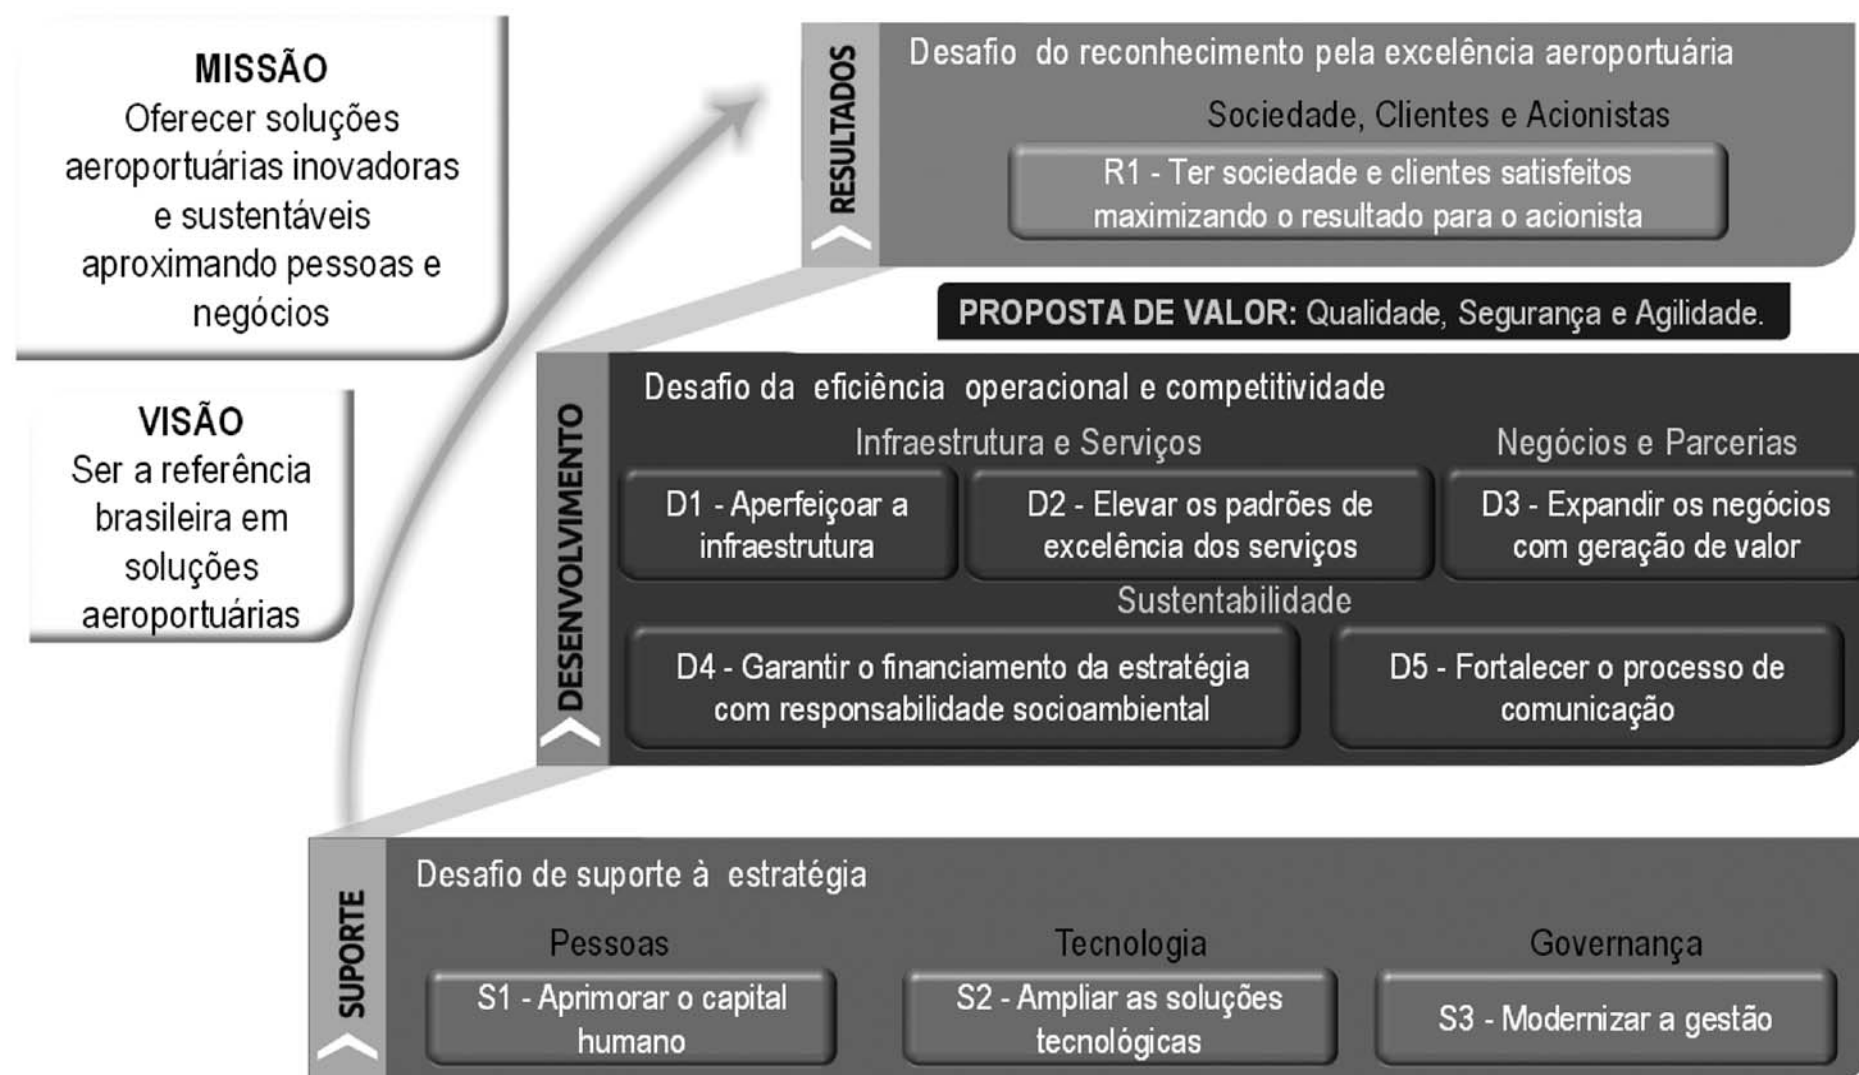 MISSÃO
Oferecer soluções
aeroportuárias inovadoras
e sustentáveis
aproximando pessoas e
negócios
VISÃO
Ser a referência
brasileira em
soluções
aeroportuárias
RESULTADOS
Desafio do reconhecimento pela excelência aeroportuária
Sociedade, Clientes e Acionistas
R1 - Ter sociedade e clientes satisfeitos
maximizando o resultado para o acionista
PROPOSTA DE VALOR: Qualidade, Segurança e Agilidade.
DESENVOLVIMENTO
Desafio da eficiência operacional e competitividade
Infraestrutura e Serviços
Negócios e Parcerias
D1 - Aperfeiçoar a
infraestrutura
D2 - Elevar os padrões de
excelência dos serviços
D3 - Expandir os negócios
com geração de valor
Sustentabilidade
D4 - Garantir o financiamento da estratégia
com responsabilidade socioambiental
D5 - Fortalecer o processo de
comunicação
SUPORTE
Desafio de suporte à estratégia
Pessoas
Tecnologia
Governança
S1 - Aprimorar o capital
humano
S2 - Ampliar as soluções
tecnológicas
S3 - Modernizar a gestão